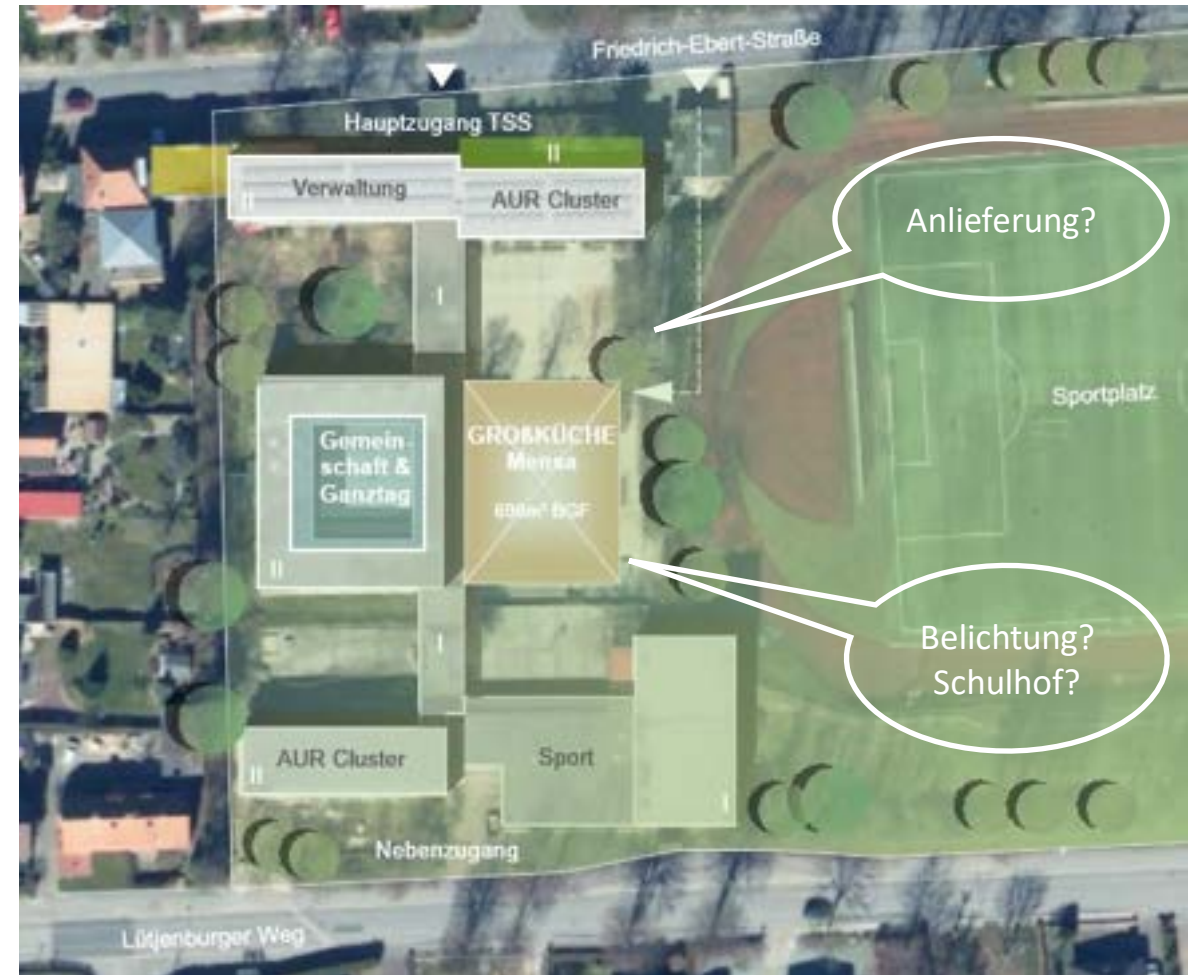 Friedrich-Ebert-Straße
Hauptzugang TSS
II
Verwaltung
II
AUR Cluster
Anlieferung?
I
Sportplatz
Gemein-
schaft &
Ganztag
II
GROßKÜCHE
Mensa
BGF
I
Belichtung?
Schulhof?
AUR Cluster
II
Sport
I
Nebenzugang
Lütjenburger Weg